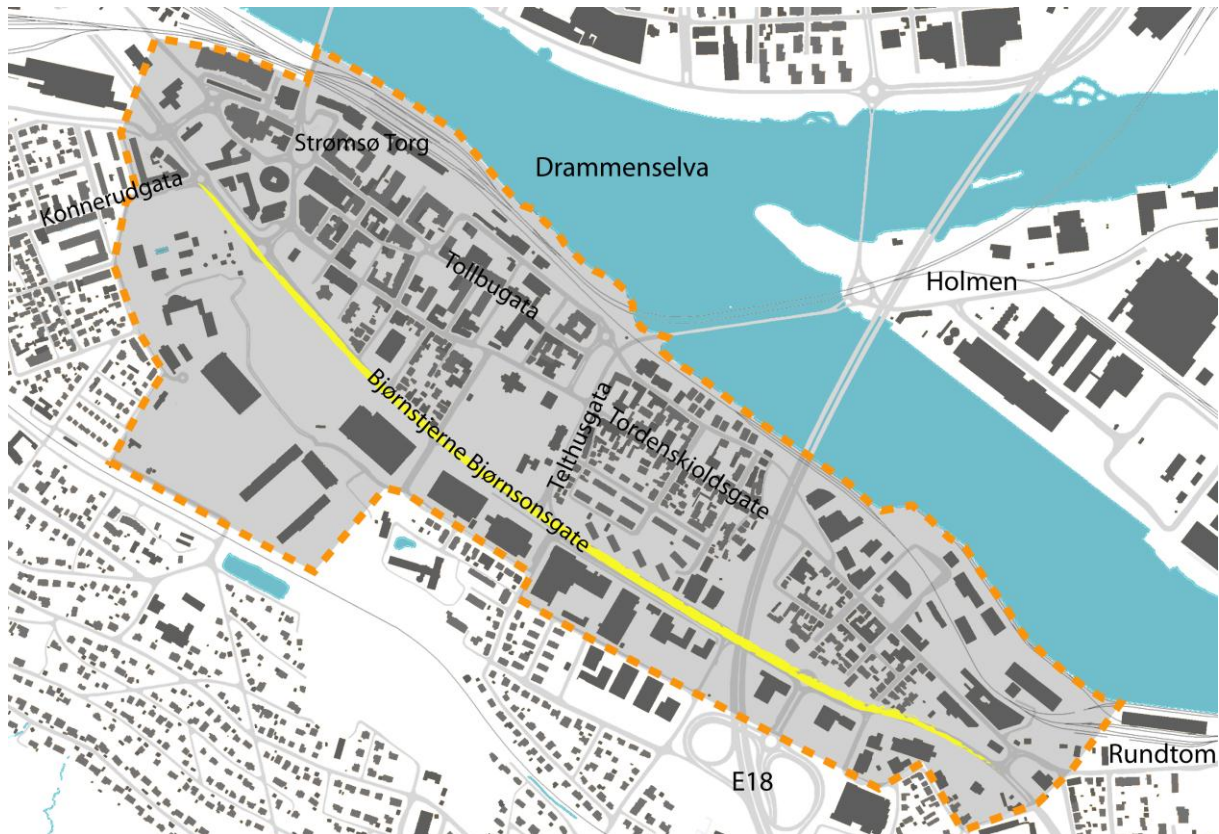 Strømsø Torg
Drammenselva
Konnerudgata
Tollbugata
Holmen
Bjørnstjerne Bjørnsonsgate
Telthusgata
Tordenskioldsgate
E18
Rundtom